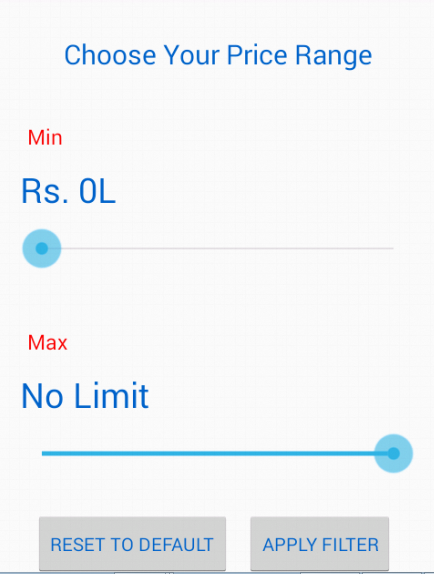 Choose Your Price Range
Min
Rs. 0L
Max
No Limit
RESET TO DEFAULT
APPLY FILTER